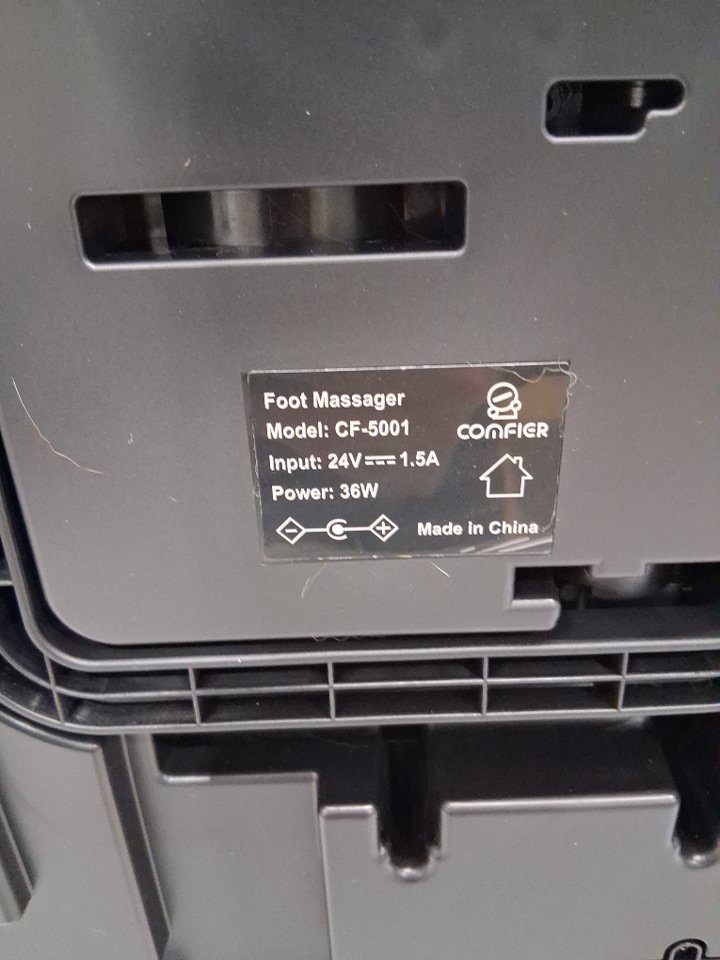 Foot Massager
Model: CF-5001
COMFIER
Input: 24V⎓1.5A
Power: 36W
Made in China